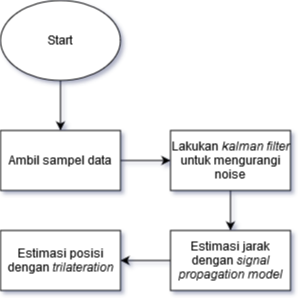 Start
Ambil sampel data
Lakukan kalman filter
untuk mengurangi
noise
Estimasi jarak
dengan signal
propagation model
Estimasi posisi
dengan trilateration